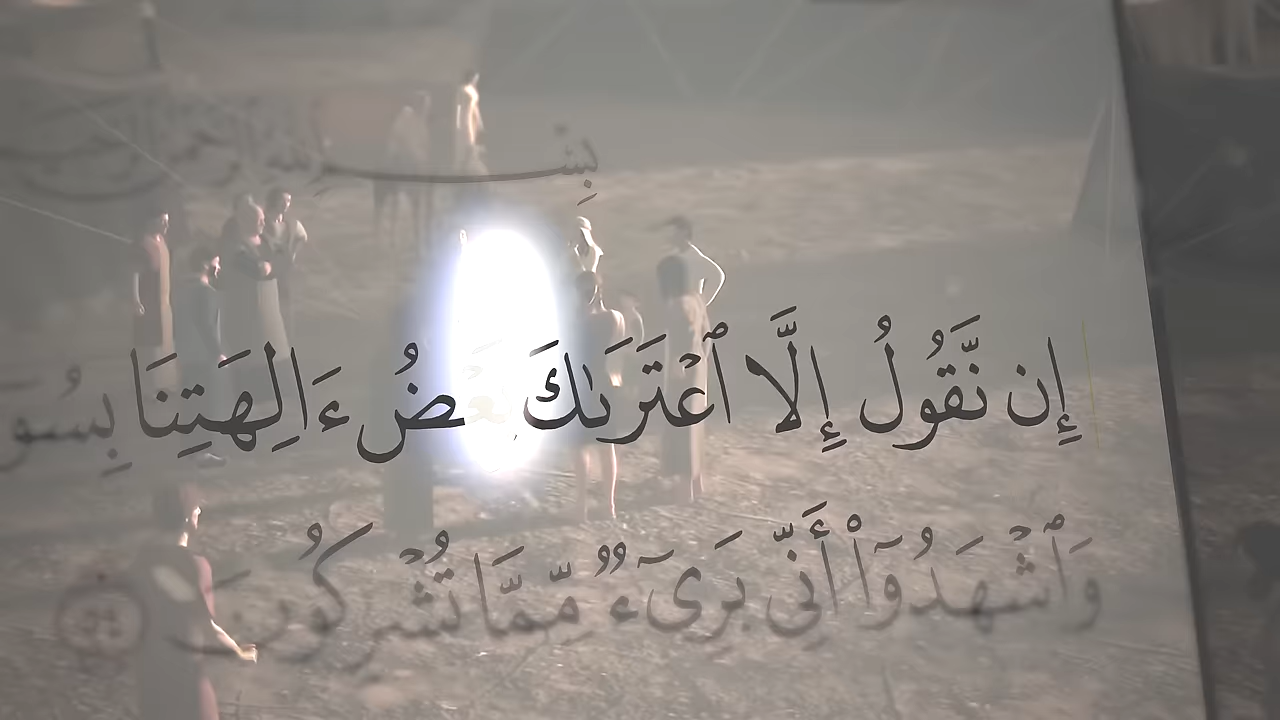 بِسْ
إِن نَّقُولُ إِلَّا ٱعْتَرَىٰكَ بَعْضُ ءَالِهَتِنَا بِسُو
وَٱشْهَدُوٓا۟ أَنِّى بَرِىٓءٌ مِّمَّا تُشْرِكُونَ